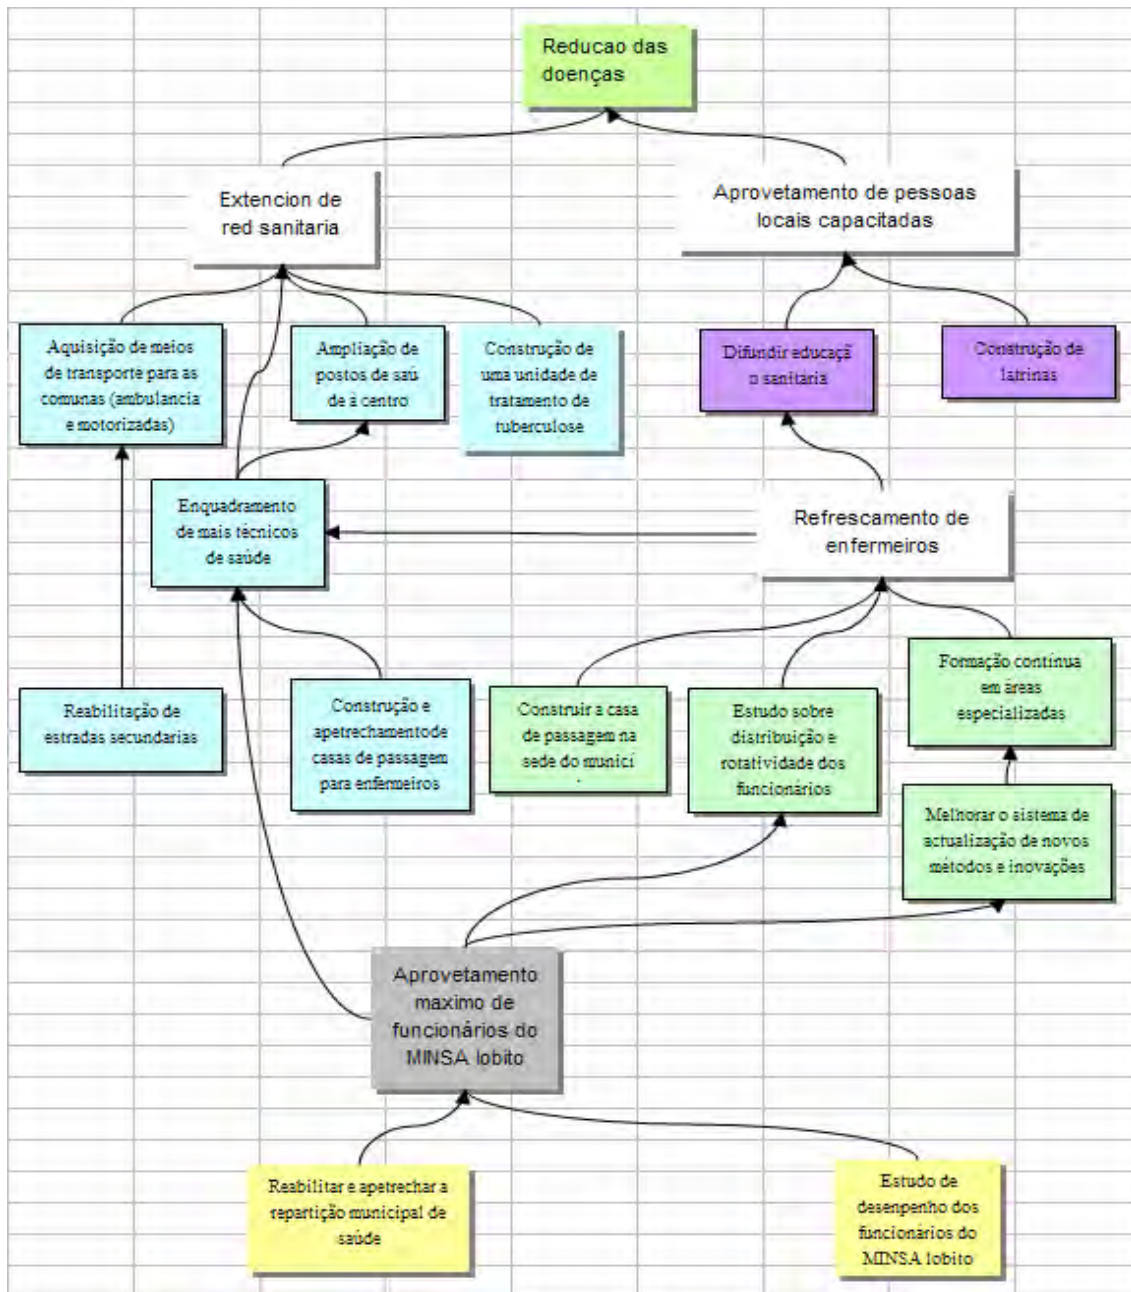 Reducao das
doenças
Extencion de
red sanitaria
Aprovetamento de pessoas
locais capacitadas
Aquisição de meios
de transporte para as
comunas (ambulancia
e motorizadas)
Ampliação de
postos de saú
de à centro
Construção de
uma unidade de
tratamento de
tuberculose
Difundir educaçã
o sanitaria
Construção de
latrinas
Enquadramento
de mais técnicos
de saúde
Refrescamento de
enfermeiros
Reabilitação de
estradas secundarias
Construção e
apetrechamentode
casas de passagem
para enfermeiros
Construir a casa
de passagem na
sede do municí
Estudo sobre
distribuição e
rotatividade dos
funcionários
Formação contínua
em áreas
especializadas
Melhorar o sistema de
actualização de novos
métodos e inovações
Aprovetamento
maximo de
funcionários do
MINSA lobito
Reabilitar e apetrechar a
repartição municipal de
saúde
Estudo de
desenpenho dos
funcionários do
MINSA lobito